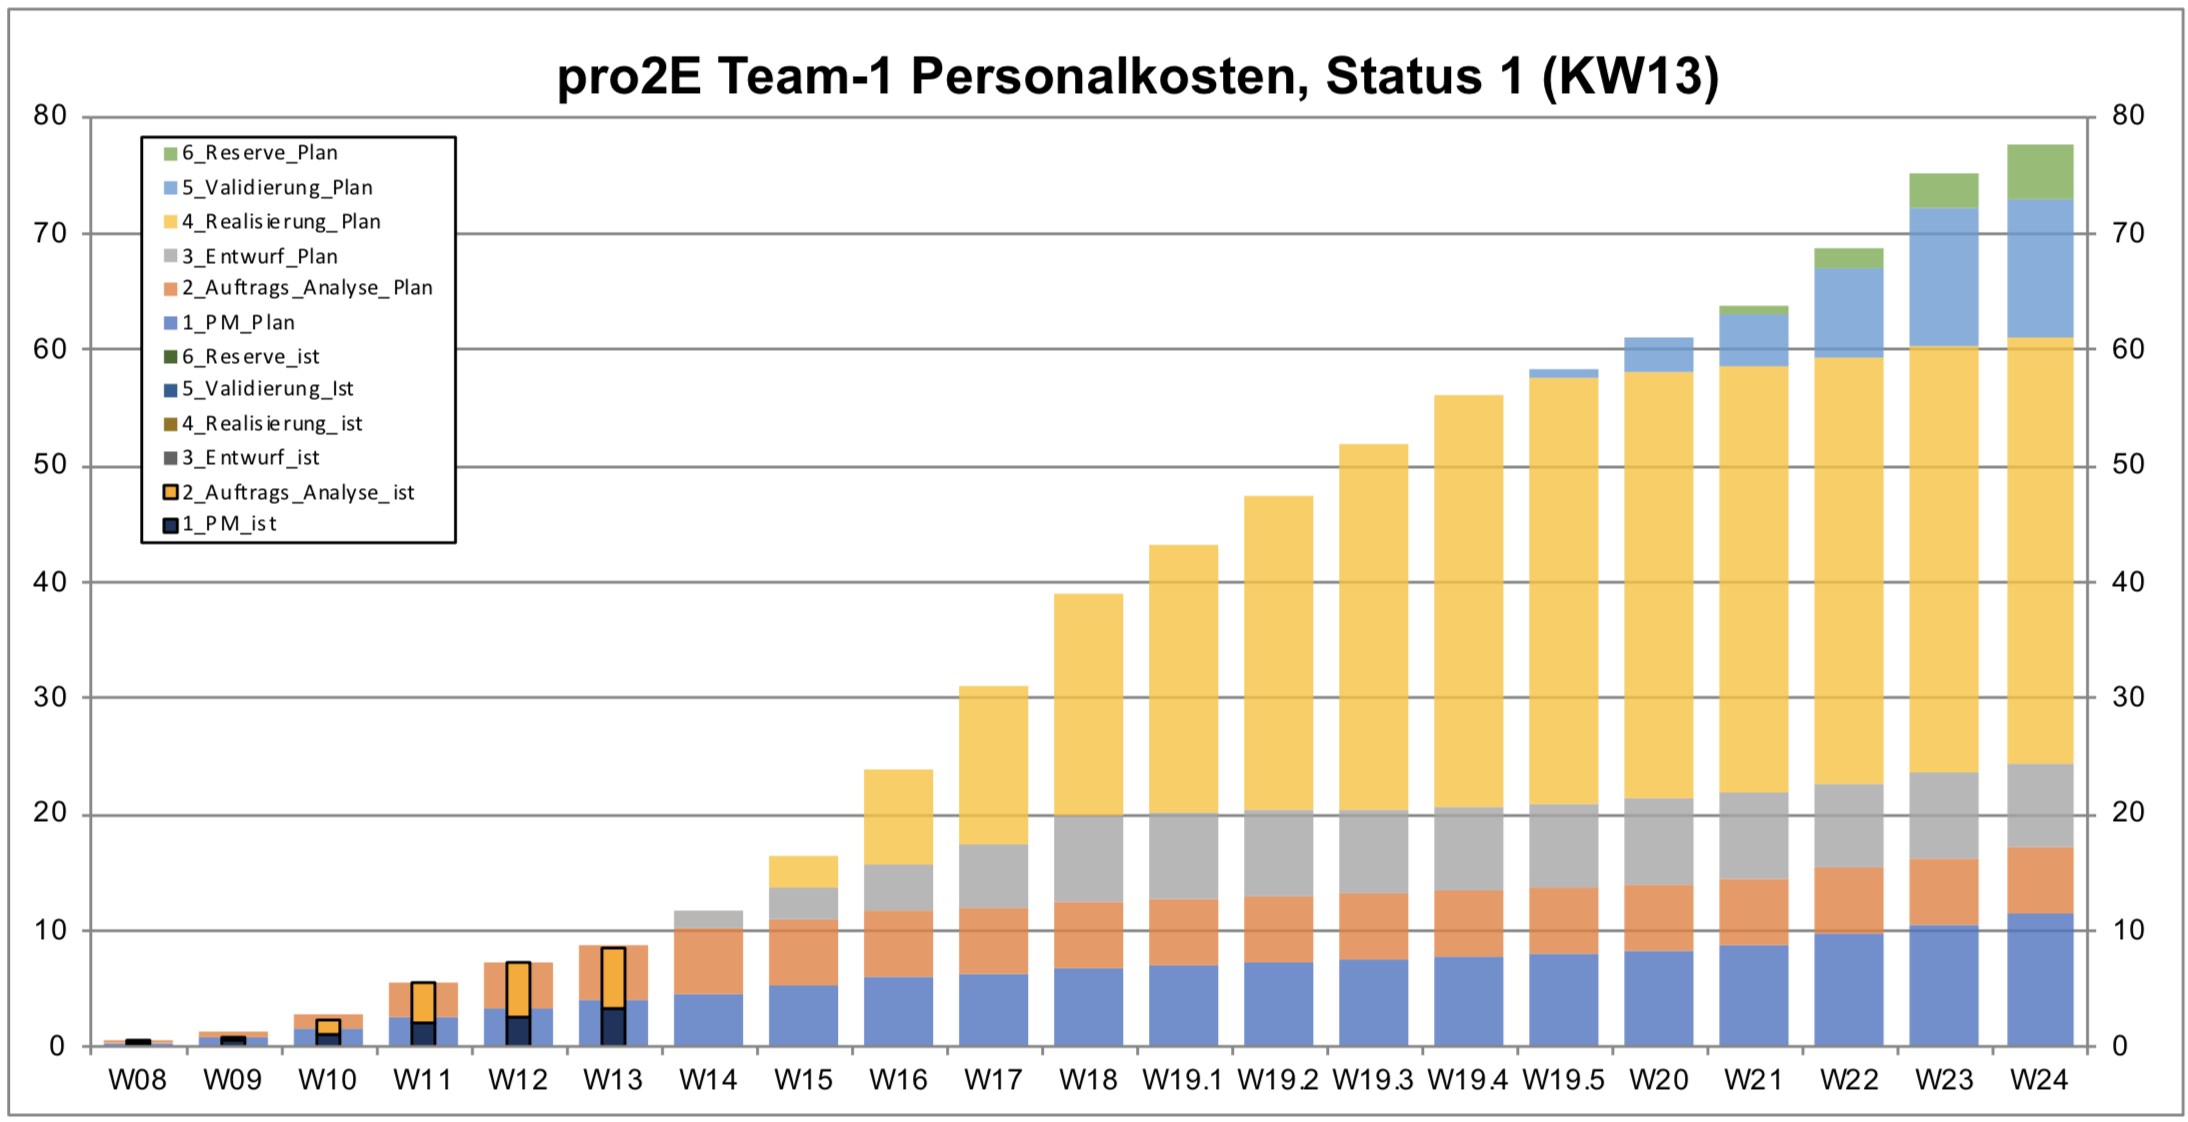 pro2E Team-1 Personalkosten, Status 1 (KW13)
80
70
60
50
40
30
20
10
0
6_Reserve_Plan
5_Validierung_Plan
4_Realisierung_Plan
3_Entwurf_Plan
2_Auftrags_Analyse_Plan
1_PM_Plan
6_Reserve_ist
5_Validierung_Ist
4_Realisierung_ist
3_Entwurf_ist
2_Auftrags_Analyse_ist
1_PM_ist
80
70
60
50
40
30
20
10
0
W08 W09 W10 W11 W12 W13 W14 W15 W16 W17 W18 W19.1 W19.2 W19.3 W19.4 W19.5 W20 W21 W22 W23 W24